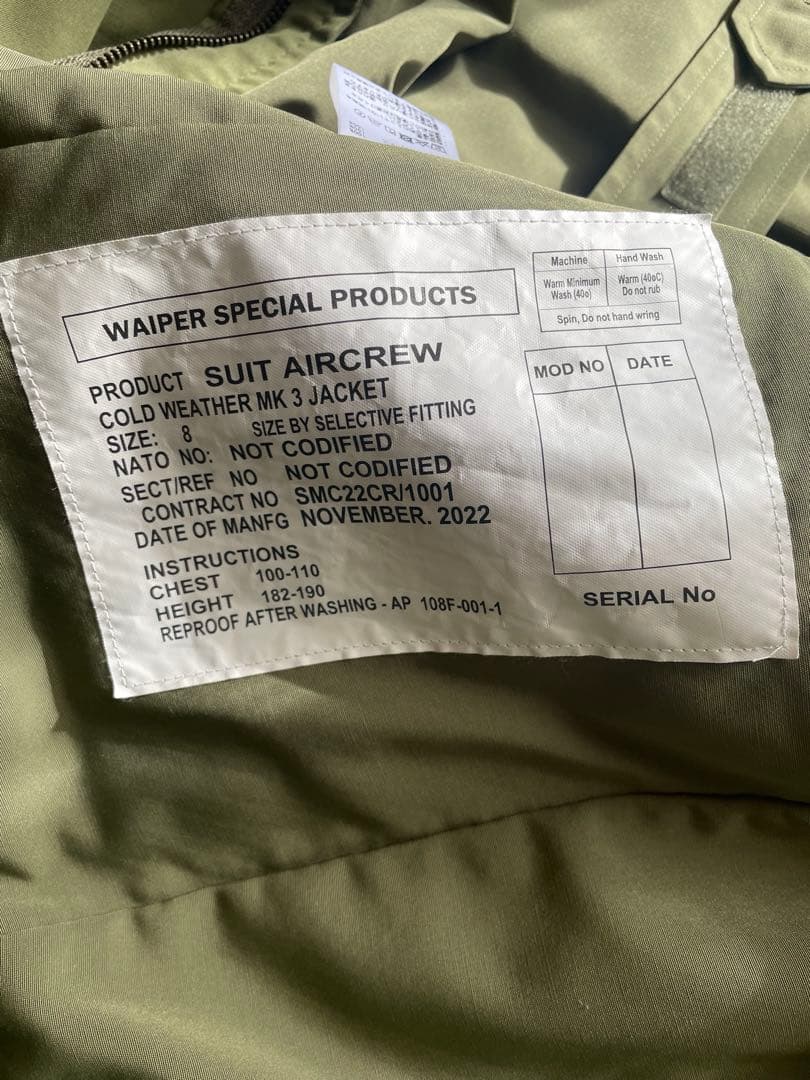 WAIPER SPECIAL PRODUCTS
PRODUCT SUIT AIRCREW
COLD WEATHER MK 3 JACKET
SIZE: 8 SIZE BY SELECTIVE FITTING
NATO NO: NOT CODIFIED
SECT/REF NO NOT CODIFIED
CONTRACT NO SMC22CR/1001
DATE OF MANFG NOVEMBER. 2022
INSTRUCTIONS
CHEST 100-110
HEIGHT 182-190
REPROOF AFTER WASHING - AP 108F-001-1
Machine Hand Wash
Warm Minimum Warm (40oC)
Wash (40o) Do not rub
Spin, Do not hand wring
MOD NO DATE
SERIAL No